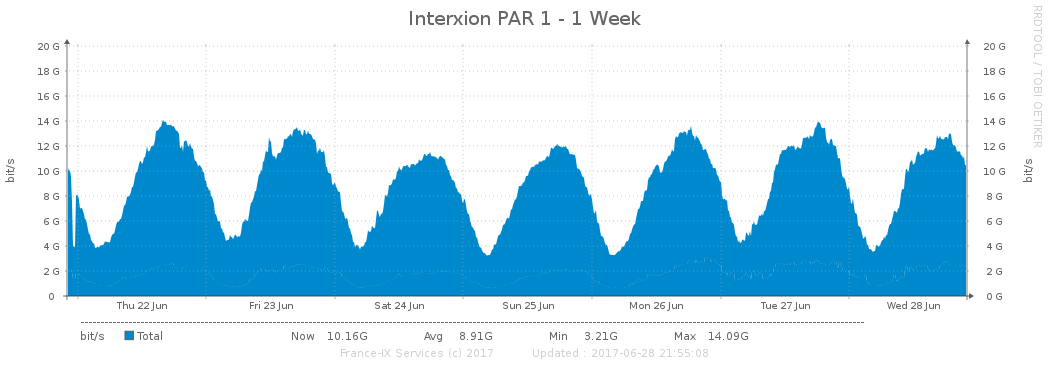 Interxion PAR 1 - 1 Week
RRDTOOL / TOBI OETIKER
20 G 20 G
18 G 18 G
16 G 16 G
14 G 14 G
12 G 12 G
10 G 10 G
8 G 8 G
6 G 6 G
4 G 4 G
2 G 2 G
0 0 G
bit/s
bit/s
Thu 22 Jun Fri 23 Jun Sat 24 Jun Sun 25 Jun Mon 26 Jun Tue 27 Jun Wed 28 Jun
bit/s Total Now 10.16G Avg 8.91G Min 3.21G Max 14.09G
France-IX Services (c) 2017 Updated : 2017-06-28 21:55:08